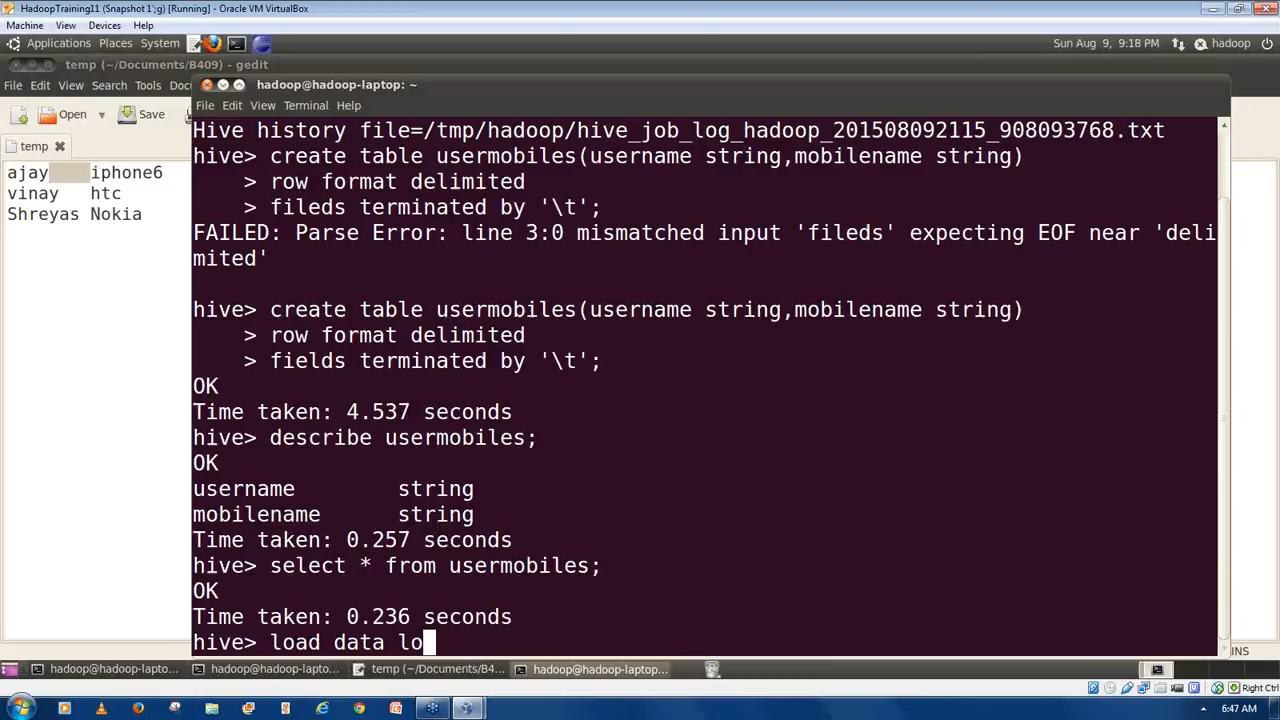 HadoopTraining11 (Snapshot 1';g) [Running] - Oracle VM VirtualBox
Machine View Devices Help
Applications Places System Sun Aug 9, 9:18 PM hadoop
temp (~/Documents/B409) - gedit
File Edit View Search Tools Docu
Open Save
temp
ajay iphone6
vinay htc
Shreyas Nokia
hadoop@hadoop-laptop: ~
File Edit View Terminal Help
Hive history file=/tmp/hadoop/hive_job_log_hadoop_201508092115_908093768.txt
hive> create table usermobiles(username string,mobilename string)
    > row format delimited
    > fileds terminated by '\t';
FAILED: Parse Error: line 3:0 mismatched input 'fileds' expecting EOF near 'deli
mited'
hive> create table usermobiles(username string,mobilename string)
    > row format delimited
    > fields terminated by '\t';
OK
Time taken: 4.537 seconds
hive> describe usermobiles;
OK
username string
mobilename string
Time taken: 0.257 seconds
hive> select * from usermobiles;
OK
Time taken: 0.236 seconds
hive> load data lo
INS
hadoop@hadoop-laptop... hadoop@hadoop-laptop... temp (~/Documents/B4... hadoop@hadoop-laptop...
Right Ctrl
6:47 AM